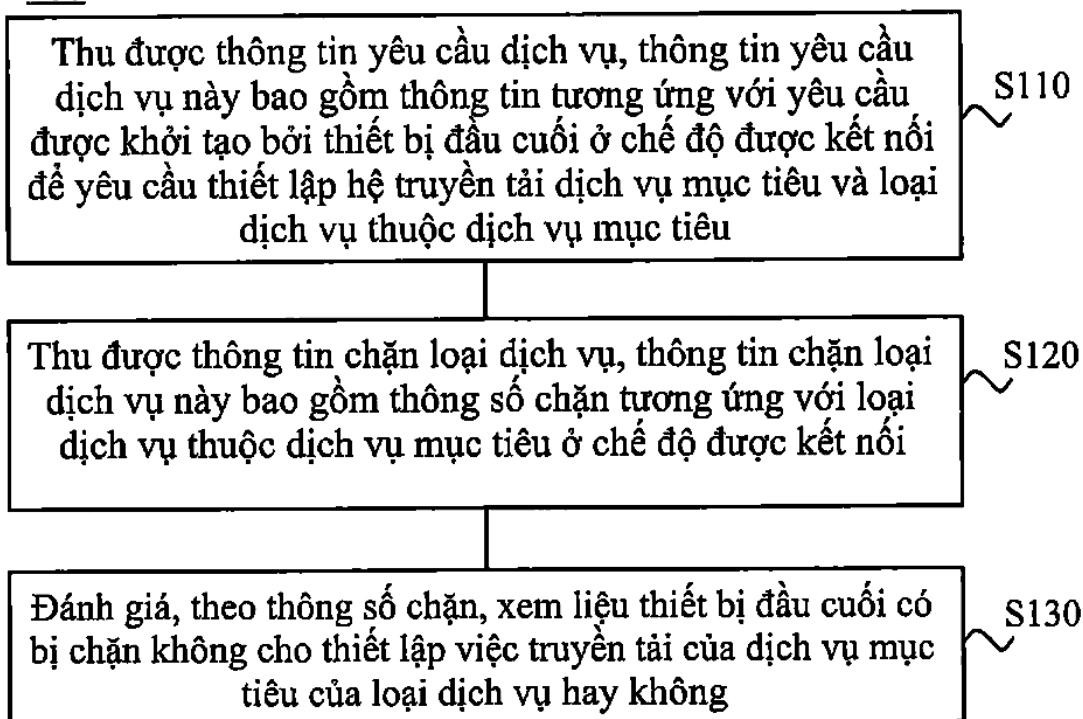 Thu được thông tin yêu cầu dịch vụ, thông tin yêu cầu
dịch vụ này bao gồm thông tin tương ứng với yêu cầu
được khởi tạo bởi thiết bị đầu cuối ở chế độ được kết nối
để yêu cầu thiết lập hệ truyền tải dịch vụ mục tiêu và loại
dịch vụ thuộc dịch vụ mục tiêu
S110
Thu được thông tin chặn loại dịch vụ, thông tin chặn loại
dịch vụ này bao gồm thông số chặn tương ứng với loại
dịch vụ thuộc dịch vụ mục tiêu ở chế độ được kết nối
S120
Đánh giá, theo thông số chặn, xem liệu thiết bị đầu cuối có
bị chặn không cho thiết lập việc truyền tải của dịch vụ mục
tiêu của loại dịch vụ hay không
S130